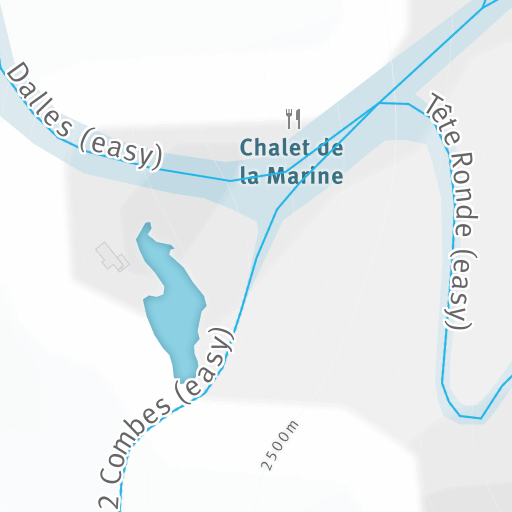 Dalles (easy)
Tête Ronde (easy)
Chalet de
la Marine
2 Combes (easy)
2500m